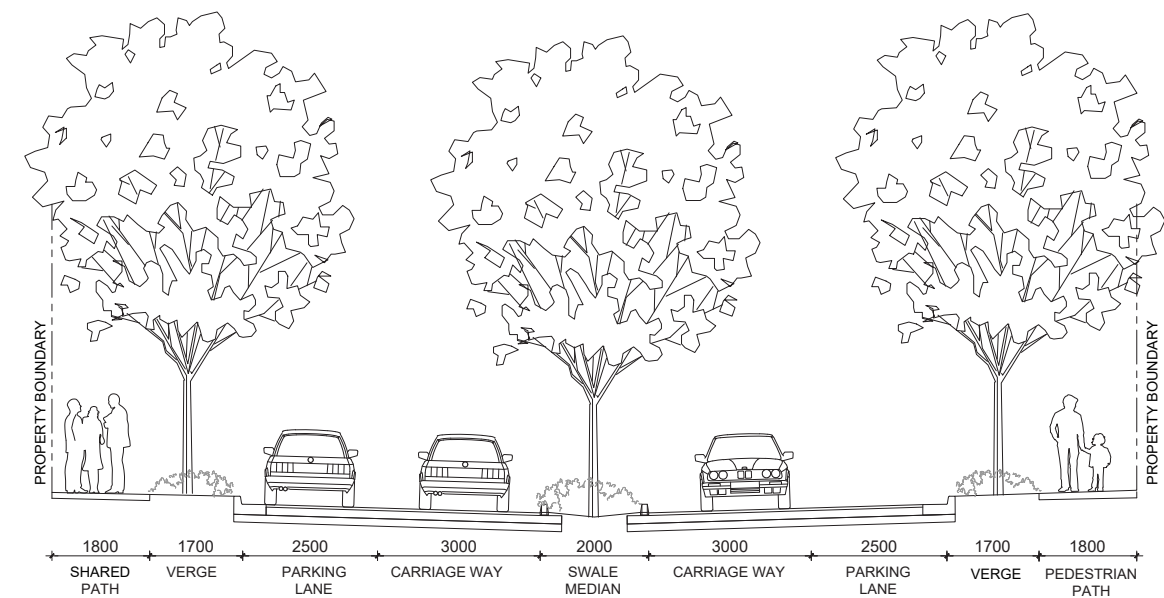 PROPERTY BOUNDARY
PROPERTY BOUNDARY
1800 1700 2500 3000 2000 3000 2500 1700 1800
SHARED VERGE PARKING CARRIAGE WAY SWALE CARRIAGE WAY PARKING VERGE PEDESTRIAN
PATH LANE MEDIAN LANE PATH